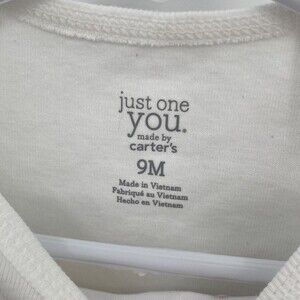 just one
you.
made by
carter's
9M
Made in Vietnam
Fabriqué au Vietnam
Hecho en Vietnam